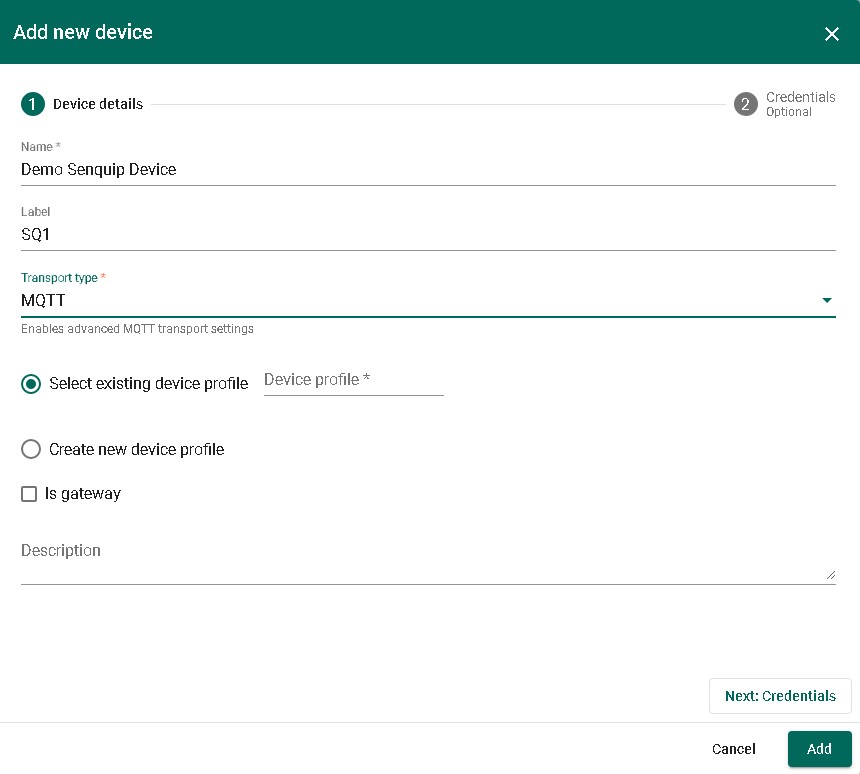 Add new device
1 Device details
2 Credentials
Optional
Name *
Demo Senquip Device
Label
SQ1
Transport type *
MQTT
Enables advanced MQTT transport settings
Select existing device profile Device profile *
Create new device profile
Is gateway
Description
Next: Credentials
Cancel Add